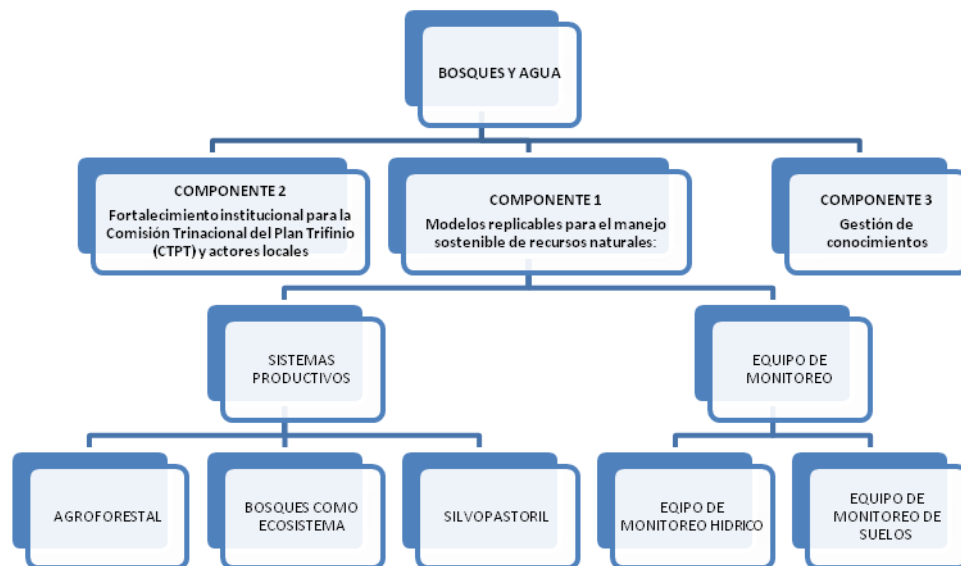 BOSQUES Y AGUA
COMPONENTE 2
Fortalecimiento institucional para la
Comisión Trinacional del Plan Trifinio
(CTPT) y actores locales
COMPONENTE 1
Modelos replicables para el manejo
sostenible de recursos naturales:
COMPONENTE 3
Gestión de
conocimientos
SISTEMAS
PRODUCTIVOS
EQUIPO DE
MONITOREO
AGROFORESTAL
BOSQUES COMO
ECOSISTEMA
SILVOPASTORIL
EQIPO DE
MONITOREO HIDRICO
EQUIPO DE
MONITOREO DE
SUELOS